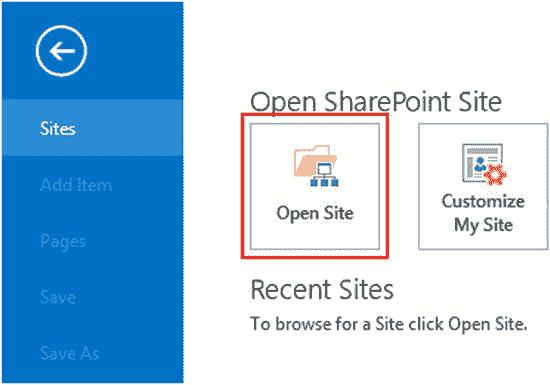 Sites
Add Item
Pages
Save
Save As
Open SharePoint Site
Open Site
Customize
My Site
Recent Sites
To browse for a Site click Open Site.